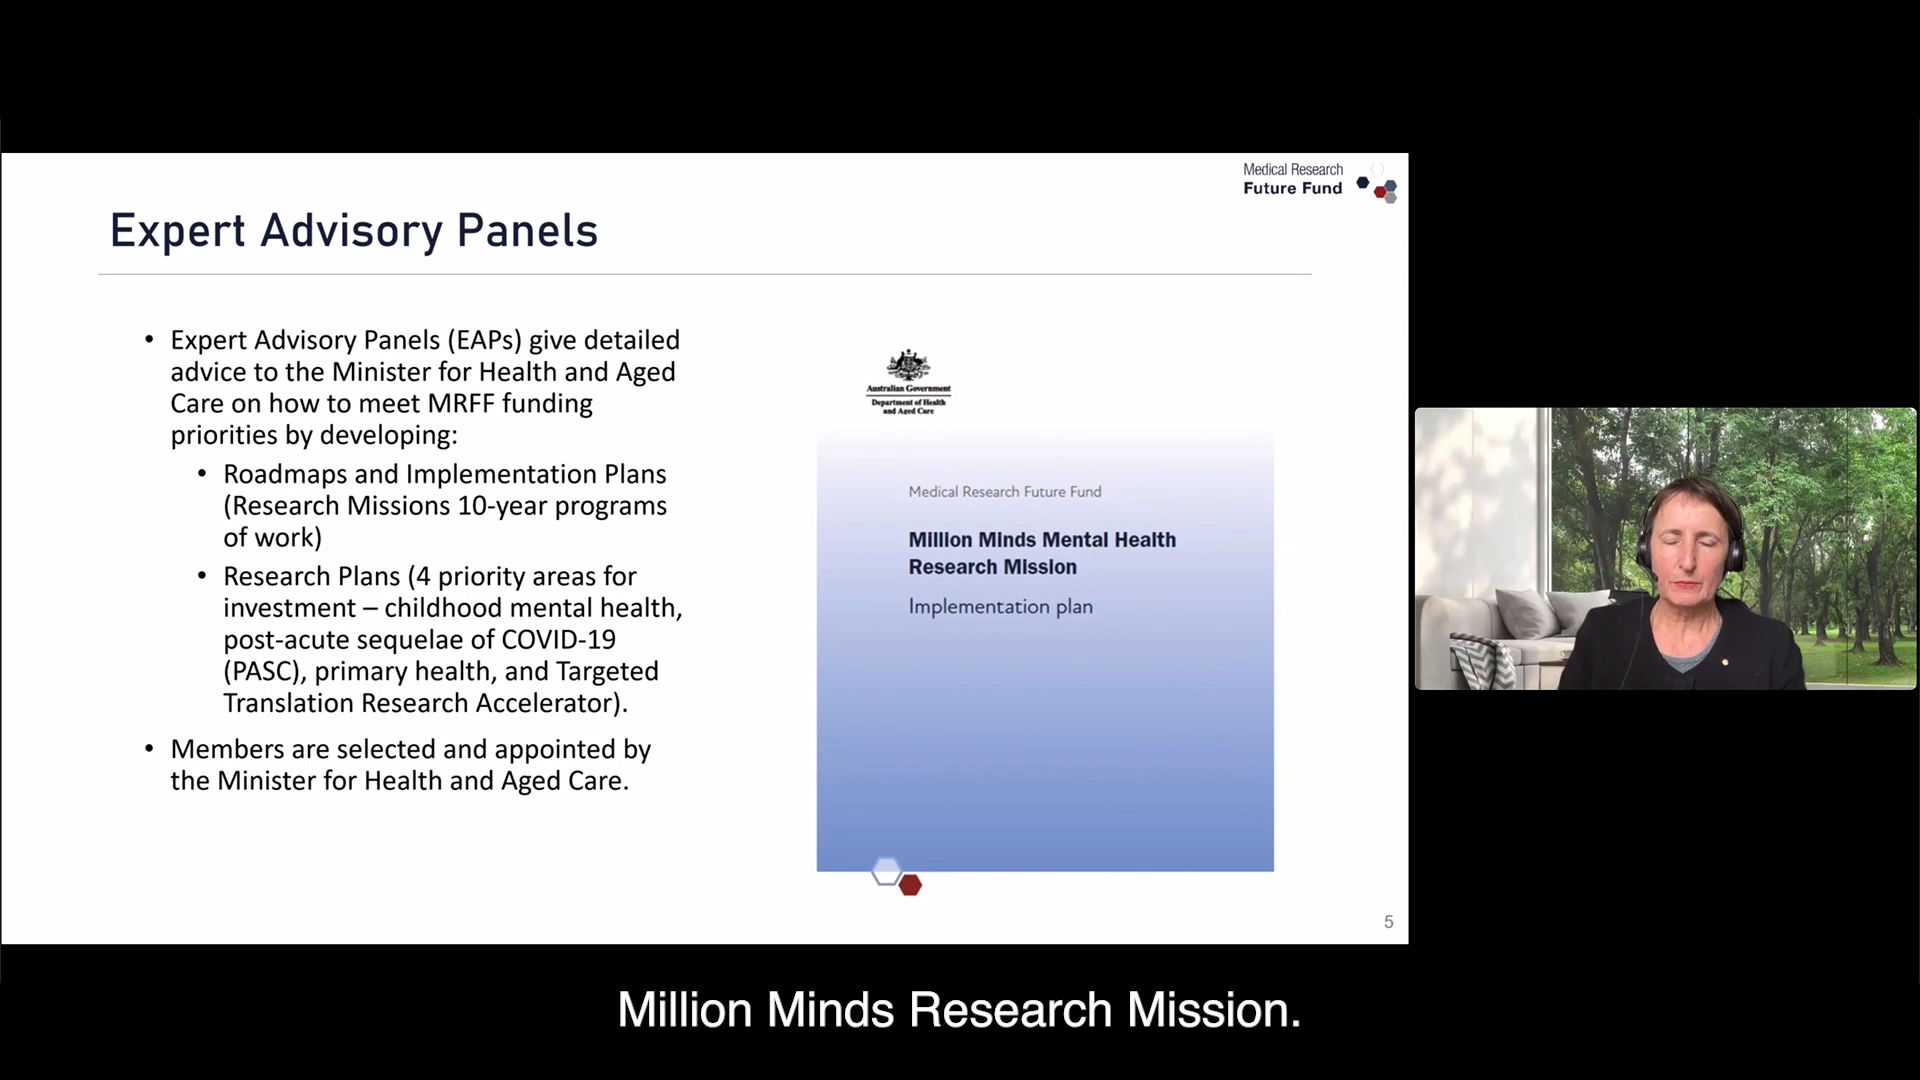 Medical Research
Future Fund
Expert Advisory Panels
• Expert Advisory Panels (EAPs) give detailed
advice to the Minister for Health and Aged
Care on how to meet MRFF funding
priorities by developing:
• Roadmaps and Implementation Plans
(Research Missions 10-year programs
of work)
• Research Plans (4 priority areas for
investment – childhood mental health,
post-acute sequelae of COVID-19
(PASC), primary health, and Targeted
Translation Research Accelerator).
• Members are selected and appointed by
the Minister for Health and Aged Care.
Australian Government
Department of Health
and Aged Care
Medical Research Future Fund
Million Minds Mental Health
Research Mission
Implementation plan
5
Million Minds Research Mission.